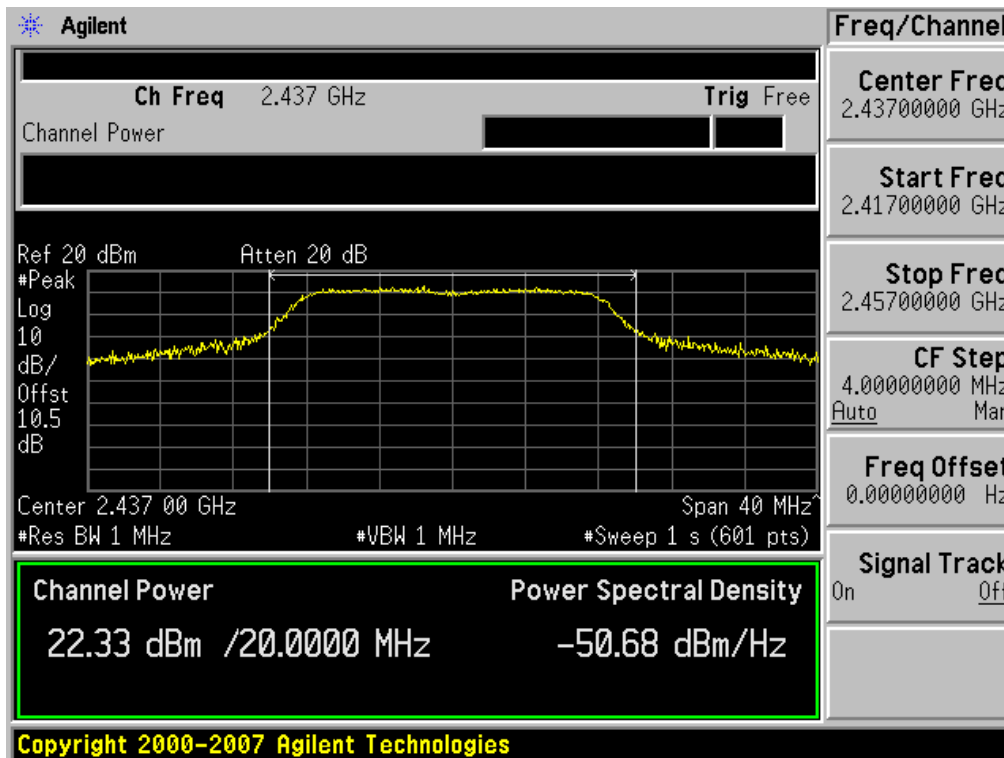 Agilent
Freq/Channel
Ch Freq 2.437 GHz
Trig Free
Channel Power
Center Freq
2.43700000 GHz
Start Freq
2.41700000 GHz
Stop Freq
2.45700000 GHz
CF Step
4.00000000 MHz
Auto Man
Freq Offset
0.00000000 Hz
Signal Track
On Off
Ref 20 dBm
Atten 20 dB
#Peak
Log
10
dB/
Offst
10.5
dB
Center 2.437 00 GHz
Span 40 MHz^
#Res BW 1 MHz
#VBW 1 MHz
#Sweep 1 s (601 pts)
Channel Power
Power Spectral Density
22.33 dBm /20.0000 MHz
-50.68 dBm/Hz
Copyright 2000-2007 Agilent Technologies